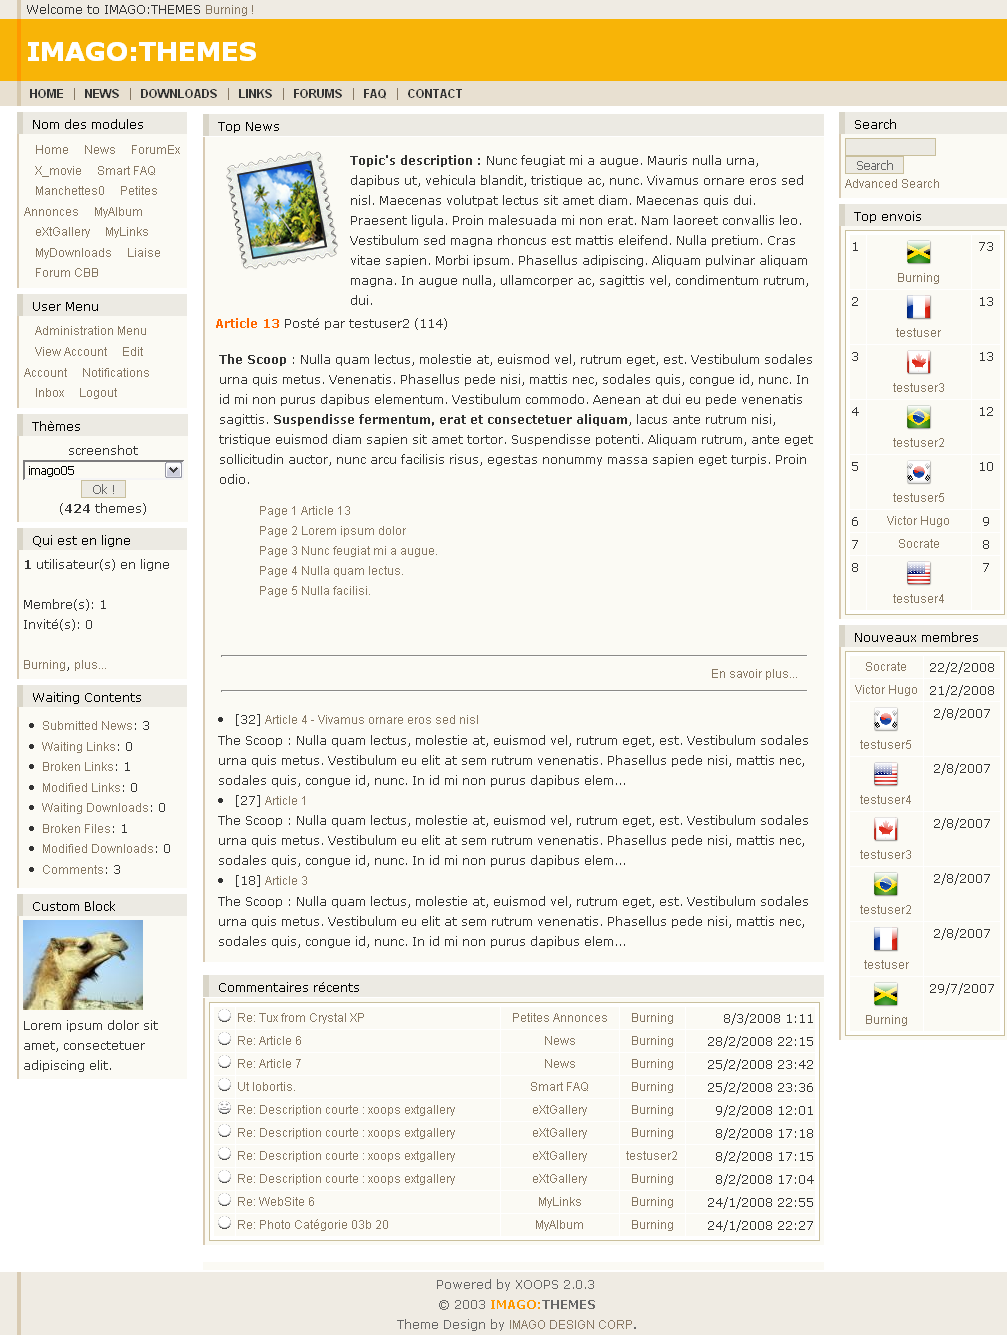 Welcome to IMAGO:THEMES Burning !
IMAGO:THEMES
HOME | NEWS | DOWNLOADS | LINKS | FORUMS | FAQ | CONTACT
Nom des modules
Home News ForumEx
X_movie Smart FAQ
Manchettes0 Petites
Annonces MyAlbum
eXtGallery MyLinks
MyDownloads Liaise
Forum CBB
User Menu
Administration Menu
View Account Edit
Account Notifications
Inbox Logout
Thèmes
screenshot
imago05
Ok !
(424 themes)
Qui est en ligne
1 utilisateur(s) en ligne
Membre(s): 1
Invité(s): 0
Burning, plus...
Waiting Contents
Submitted News: 3
Waiting Links: 0
Broken Links: 1
Modified Links: 0
Waiting Downloads: 0
Broken Files: 1
Modified Downloads: 0
Comments: 3
Custom Block
Lorem ipsum dolor sit
amet, consectetuer
adipiscing elit.
Top News
Topic's description : Nunc feugiat mi a augue. Mauris nulla urna,
dapibus ut, vehicula blandit, tristique ac, nunc. Vivamus ornare eros sed
nisl. Maecenas volutpat lectus sit amet diam. Maecenas quis dui.
Praesent ligula. Proin malesuada mi non erat. Nam laoreet convallis leo.
Vestibulum sed magna rhoncus est mattis eleifend. Nulla pretium. Cras
vitae sapien. Morbi ipsum. Phasellus adipiscing. Aliquam pulvinar aliquam
magna. In augue nulla, ullamcorper ac, sagittis vel, condimentum rutrum,
dui.
Article 13 Posté par testuser2 (114)
The Scoop : Nulla quam lectus, molestie at, euismod vel, rutrum eget, est. Vestibulum sodales
urna quis metus. Venenatis. Phasellus pede nisi, mattis nec, sodales quis, congue id, nunc. In
id mi non purus dapibus elementum. Vestibulum commodo. Aenean at dui eu pede venenatis
sagittis. Suspendisse fermentum, erat et consectetuer aliquam, lacus ante rutrum nisi,
tristique euismod diam sapien sit amet tortor. Suspendisse potenti. Aliquam rutrum, ante eget
sollicitudin auctor, nunc arcu facilisis risus, egestas nonummy massa sapien eget turpis. Proin
odio.
Page 1 Article 13
Page 2 Lorem ipsum dolor
Page 3 Nunc feugiat mi a augue.
Page 4 Nulla quam lectus.
Page 5 Nulla facilisi.
En savoir plus...
[32] Article 4 - Vivamus ornare eros sed nisl
The Scoop : Nulla quam lectus, molestie at, euismod vel, rutrum eget, est. Vestibulum sodales
urna quis metus. Vestibulum eu elit at sem rutrum venenatis. Phasellus pede nisi, mattis nec,
sodales quis, congue id, nunc. In id mi non purus dapibus elem...
[27] Article 1
The Scoop : Nulla quam lectus, molestie at, euismod vel, rutrum eget, est. Vestibulum sodales
urna quis metus. Vestibulum eu elit at sem rutrum venenatis. Phasellus pede nisi, mattis nec,
sodales quis, congue id, nunc. In id mi non purus dapibus elem...
[18] Article 3
The Scoop : Nulla quam lectus, molestie at, euismod vel, rutrum eget, est. Vestibulum sodales
urna quis metus. Vestibulum eu elit at sem rutrum venenatis. Phasellus pede nisi, mattis nec,
sodales quis, congue id, nunc. In id mi non purus dapibus elem...
Commentaires récents
Re: Tux from Crystal XP Petites Annonces Burning 8/3/2008 1:11
Re: Article 6 News Burning 28/2/2008 22:15
Re: Article 7 News Burning 25/2/2008 23:42
Ut lobortis. Smart FAQ Burning 25/2/2008 23:36
Re: Description courte : xoops extgallery eXtGallery Burning 9/2/2008 12:01
Re: Description courte : xoops extgallery eXtGallery Burning 8/2/2008 17:18
Re: Description courte : xoops extgallery eXtGallery testuser2 8/2/2008 17:15
Re: Description courte : xoops extgallery eXtGallery Burning 8/2/2008 17:04
Re: WebSite 6 MyLinks Burning 24/1/2008 22:55
Re: Photo Catégorie 03b 20 MyAlbum Burning 24/1/2008 22:27
Search
Search
Advanced Search
Top envois
1 Burning 73
2 testuser 13
3 testuser3 13
4 testuser2 12
5 testuser5 10
6 Victor Hugo 9
7 Socrate 8
8 testuser4 7
Nouveaux membres
Socrate 22/2/2008
Victor Hugo 21/2/2008
testuser5 2/8/2007
testuser4 2/8/2007
testuser3 2/8/2007
testuser2 2/8/2007
testuser 2/8/2007
Burning 29/7/2007
Powered by XOOPS 2.0.3
© 2003 IMAGO:THEMES
Theme Design by IMAGO DESIGN CORP.